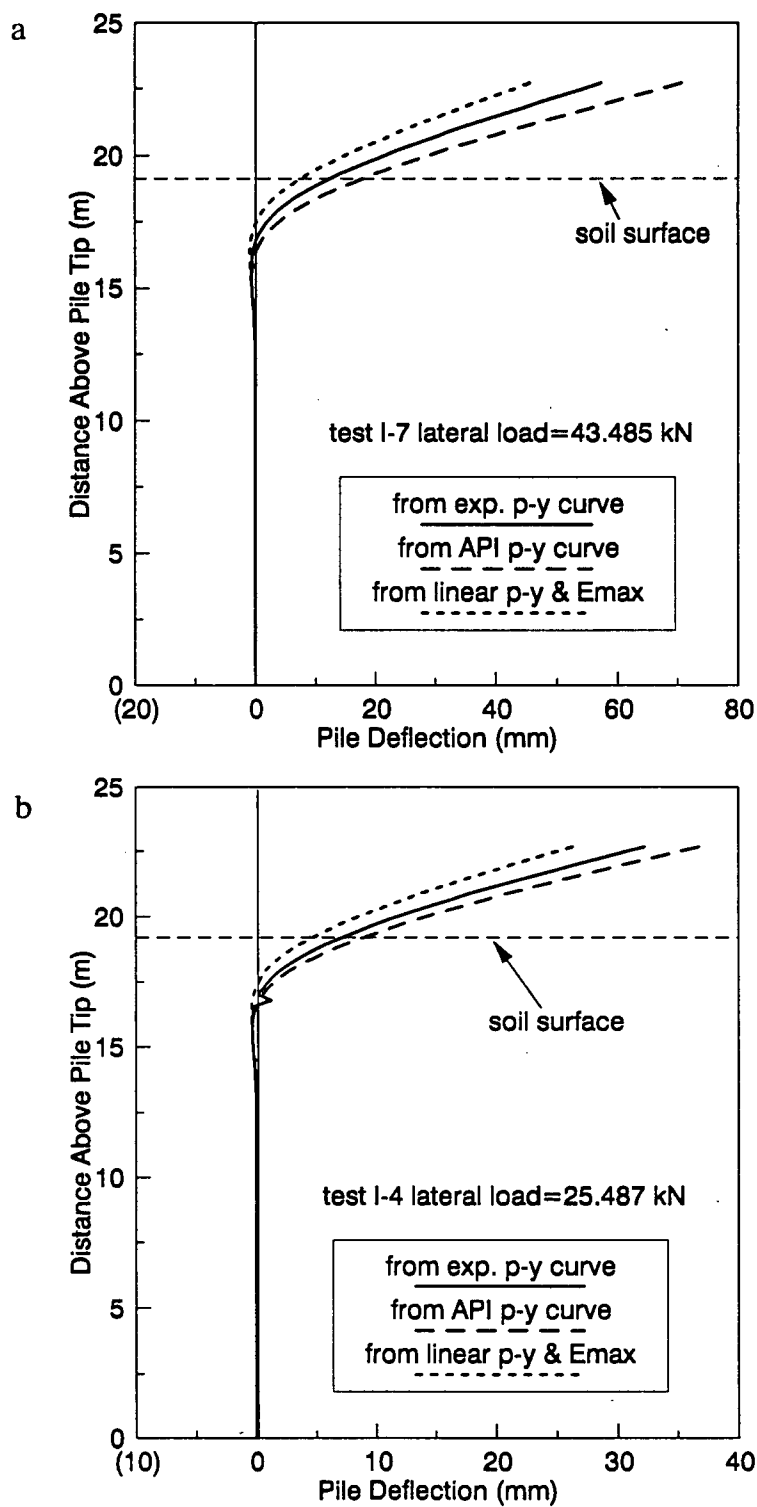 a
25
20
15
10
5
0
Distance Above Pile Tip (m)
soil surface
test I-7 lateral load=43.485 kN
from exp. p-y curve
from API p-y curve
from linear p-y & Emax
(20) 0 20 40 60 80
Pile Deflection (mm)
b
25
20
15
10
5
0
Distance Above Pile Tip (m)
soil surface
test I-4 lateral load=25.487 kN
from exp. p-y curve
from API p-y curve
from linear p-y & Emax
(10) 0 10 20 30 40
Pile Deflection (mm)